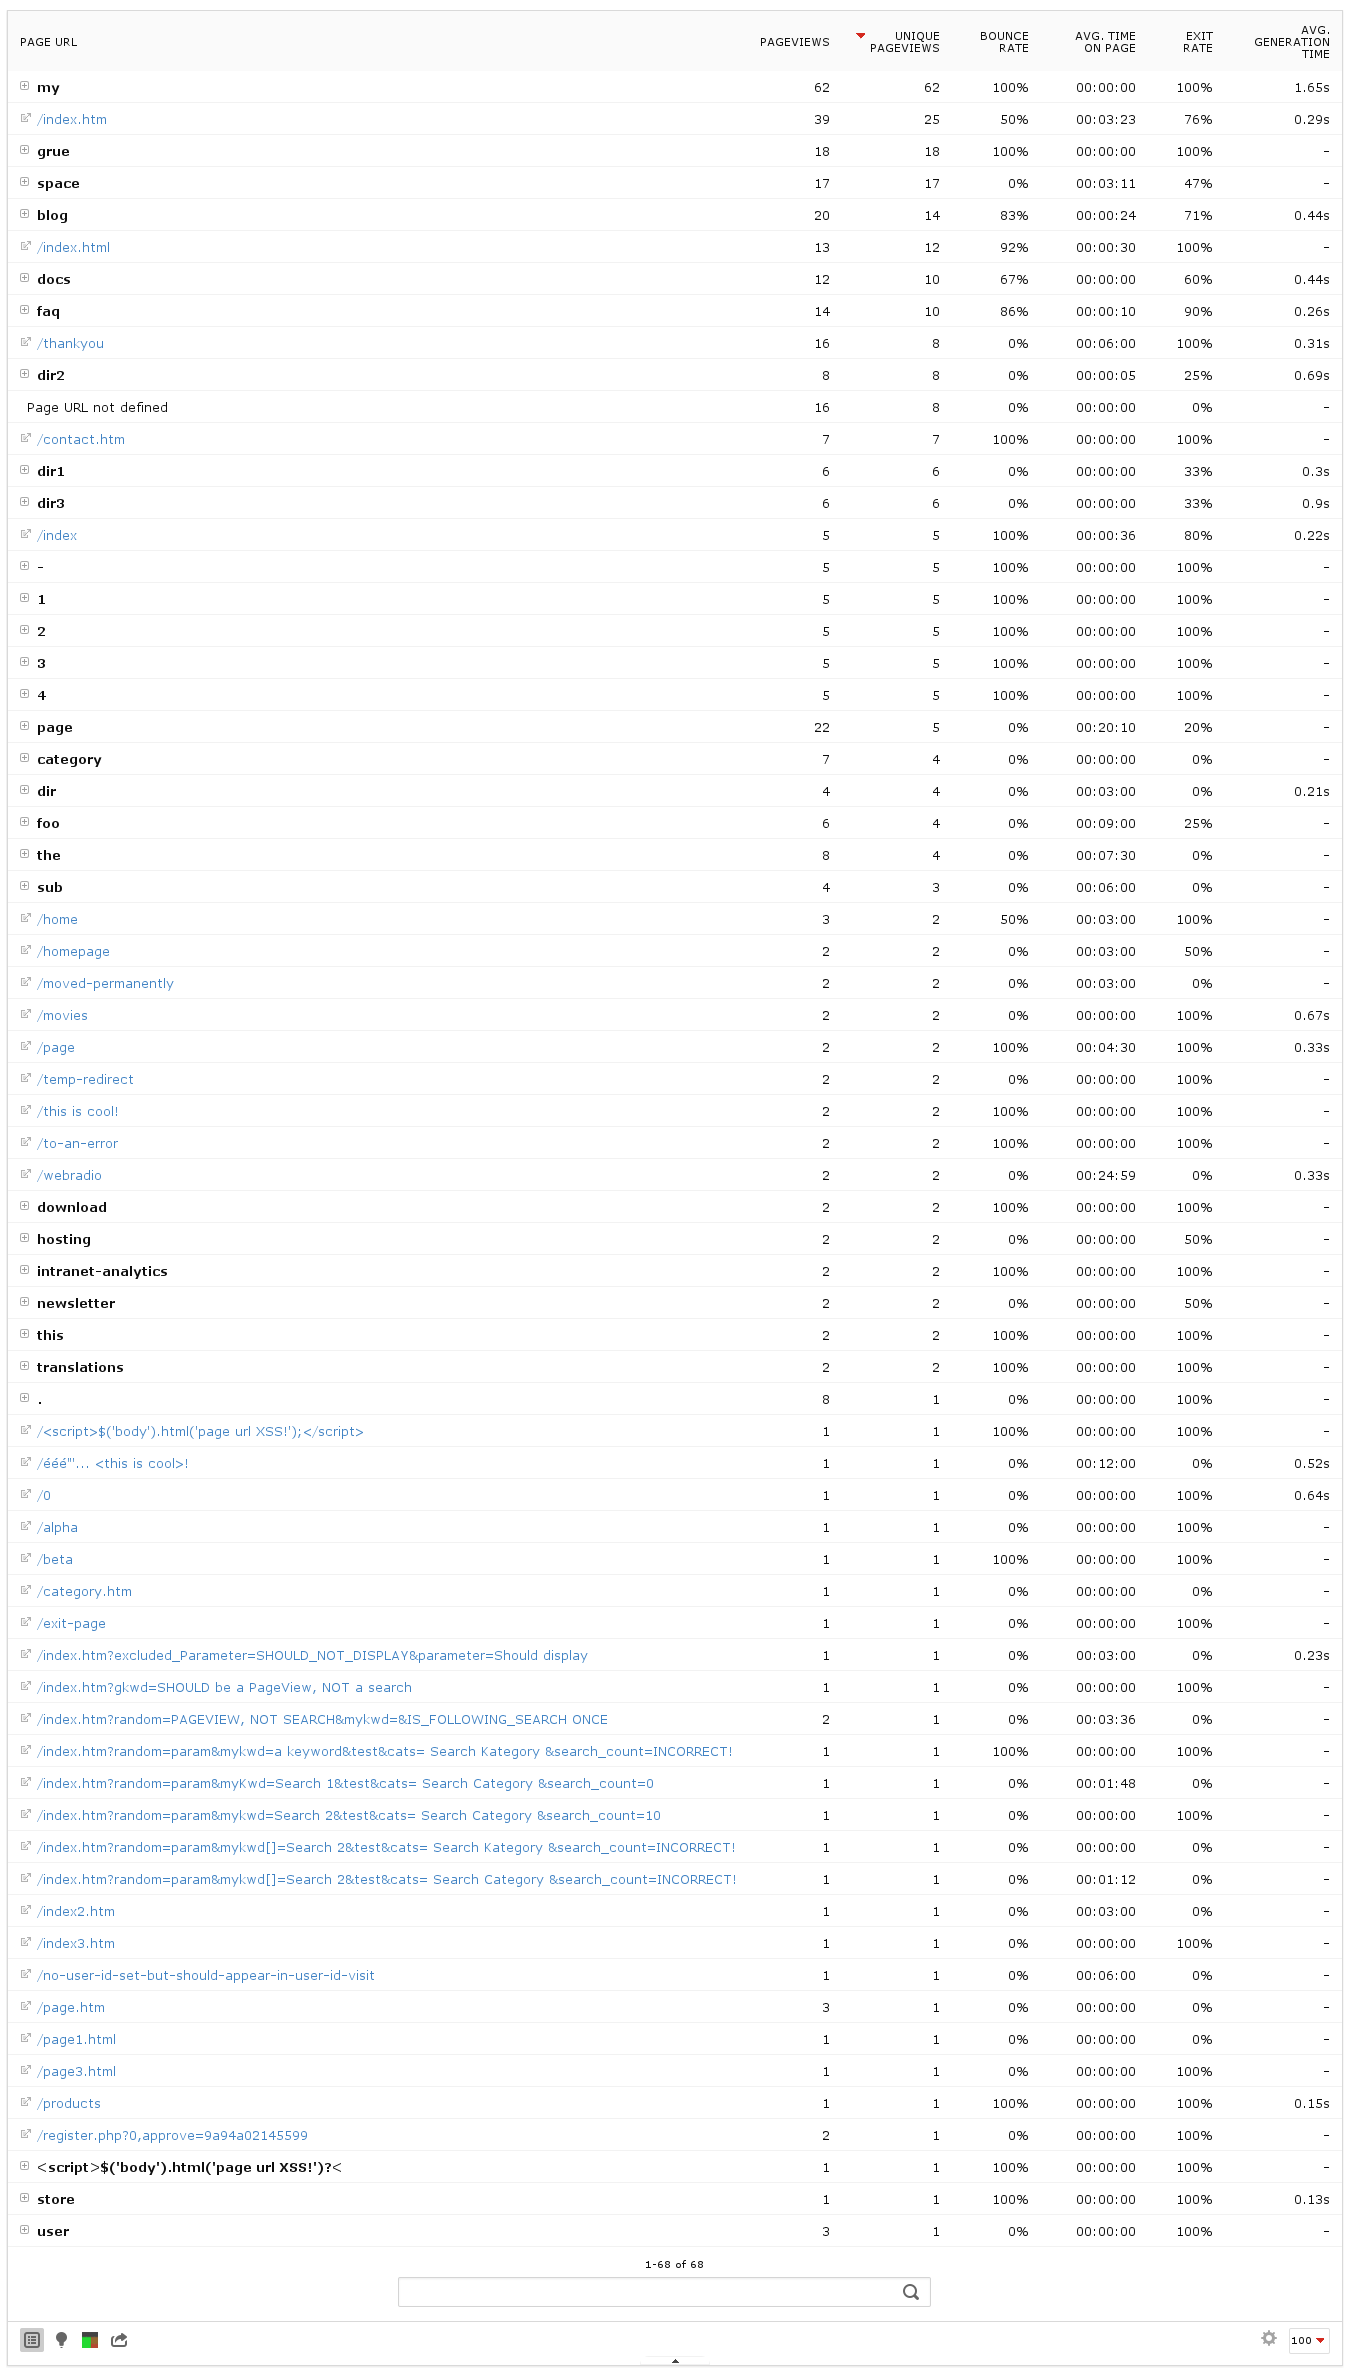 PAGE URL PAGEVIEWS UNIQUE PAGEVIEWS BOUNCE RATE AVG. TIME ON PAGE EXIT RATE AVG. GENERATION TIME
my 62 62 100% 00:00:00 100% 1.65s
/index.htm 39 25 50% 00:03:23 76% 0.29s
grue 18 18 100% 00:00:00 100% -
space 17 17 0% 00:03:11 47% -
blog 20 14 83% 00:00:24 71% 0.44s
/index.html 13 12 92% 00:00:30 100% -
docs 12 10 67% 00:00:00 60% 0.44s
faq 14 10 86% 00:00:10 90% 0.26s
/thankyou 16 8 0% 00:06:00 100% 0.31s
dir2 8 8 0% 00:00:05 25% 0.69s
Page URL not defined 16 8 0% 00:00:00 0% -
/contact.htm 7 7 100% 00:00:00 100% -
dir1 6 6 0% 00:00:00 33% 0.3s
dir3 6 6 0% 00:00:00 33% 0.9s
/index 5 5 100% 00:00:36 80% 0.22s
- 5 5 100% 00:00:00 100% -
1 5 5 100% 00:00:00 100% -
2 5 5 100% 00:00:00 100% -
3 5 5 100% 00:00:00 100% -
4 5 5 100% 00:00:00 100% -
page 22 5 0% 00:20:10 20% -
category 7 4 0% 00:00:00 0% -
dir 4 4 0% 00:03:00 0% 0.21s
foo 6 4 0% 00:09:00 25% -
the 8 4 0% 00:07:30 0% -
sub 4 3 0% 00:06:00 0% -
/home 3 2 50% 00:03:00 100% -
/homepage 2 2 0% 00:03:00 50% -
/moved-permanently 2 2 0% 00:03:00 0% -
/movies 2 2 0% 00:00:00 100% 0.67s
/page 2 2 100% 00:04:30 100% 0.33s
/temp-redirect 2 2 0% 00:00:00 100% -
/this is cool! 2 2 100% 00:00:00 100% -
/to-an-error 2 2 100% 00:00:00 100% -
/webradio 2 2 0% 00:24:59 0% 0.33s
download 2 2 100% 00:00:00 100% -
hosting 2 2 0% 00:00:00 50% -
intranet-analytics 2 2 100% 00:00:00 100% -
newsletter 2 2 0% 00:00:00 50% -
this 2 2 100% 00:00:00 100% -
translations 2 2 100% 00:00:00 100% -
. 8 1 0% 00:00:00 100% -
/<script>$('body').html('page url XSS!');</script> 1 1 100% 00:00:00 100% -
/ééé"'... <this is cool>! 1 1 0% 00:12:00 0% 0.52s
/0 1 1 0% 00:00:00 100% 0.64s
/alpha 1 1 0% 00:00:00 100% -
/beta 1 1 100% 00:00:00 100% -
/category.htm 1 1 0% 00:00:00 0% -
/exit-page 1 1 0% 00:00:00 100% -
/index.htm?excluded_Parameter=SHOULD_NOT_DISPLAY&parameter=Should display 1 1 0% 00:03:00 0% 0.23s
/index.htm?gkwd=SHOULD be a PageView, NOT a search 1 1 0% 00:00:00 100% -
/index.htm?random=PAGEVIEW, NOT SEARCH&mykwd=&IS_FOLLOWING_SEARCH ONCE 2 1 0% 00:03:36 0% -
/index.htm?random=param&mykwd=a keyword&test&cats= Search Kategory &search_count=INCORRECT! 1 1 100% 00:00:00 100% -
/index.htm?random=param&myKwd=Search 1&test&cats= Search Category &search_count=0 1 1 0% 00:01:48 0% -
/index.htm?random=param&mykwd=Search 2&test&cats= Search Category &search_count=10 1 1 0% 00:00:00 100% -
/index.htm?random=param&mykwd[]=Search 2&test&cats= Search Kategory &search_count=INCORRECT! 1 1 0% 00:00:00 0% -
/index.htm?random=param&mykwd[]=Search 2&test&cats= Search Category &search_count=INCORRECT! 1 1 0% 00:01:12 0% -
/index2.htm 1 1 0% 00:03:00 0% -
/index3.htm 1 1 0% 00:00:00 100% -
/no-user-id-set-but-should-appear-in-user-id-visit 1 1 0% 00:06:00 0% -
/page.htm 3 1 0% 00:00:00 0% -
/page1.html 1 1 0% 00:00:00 0% -
/page3.html 1 1 0% 00:00:00 100% -
/products 1 1 100% 00:00:00 100% 0.15s
/register.php?0,approve=9a94a02145599 2 1 0% 00:00:00 100% -
<script>$('body').html('page url XSS!')?< 1 1 100% 00:00:00 100% -
store 1 1 100% 00:00:00 100% 0.13s
user 3 1 0% 00:00:00 100% -
1-68 of 68
100